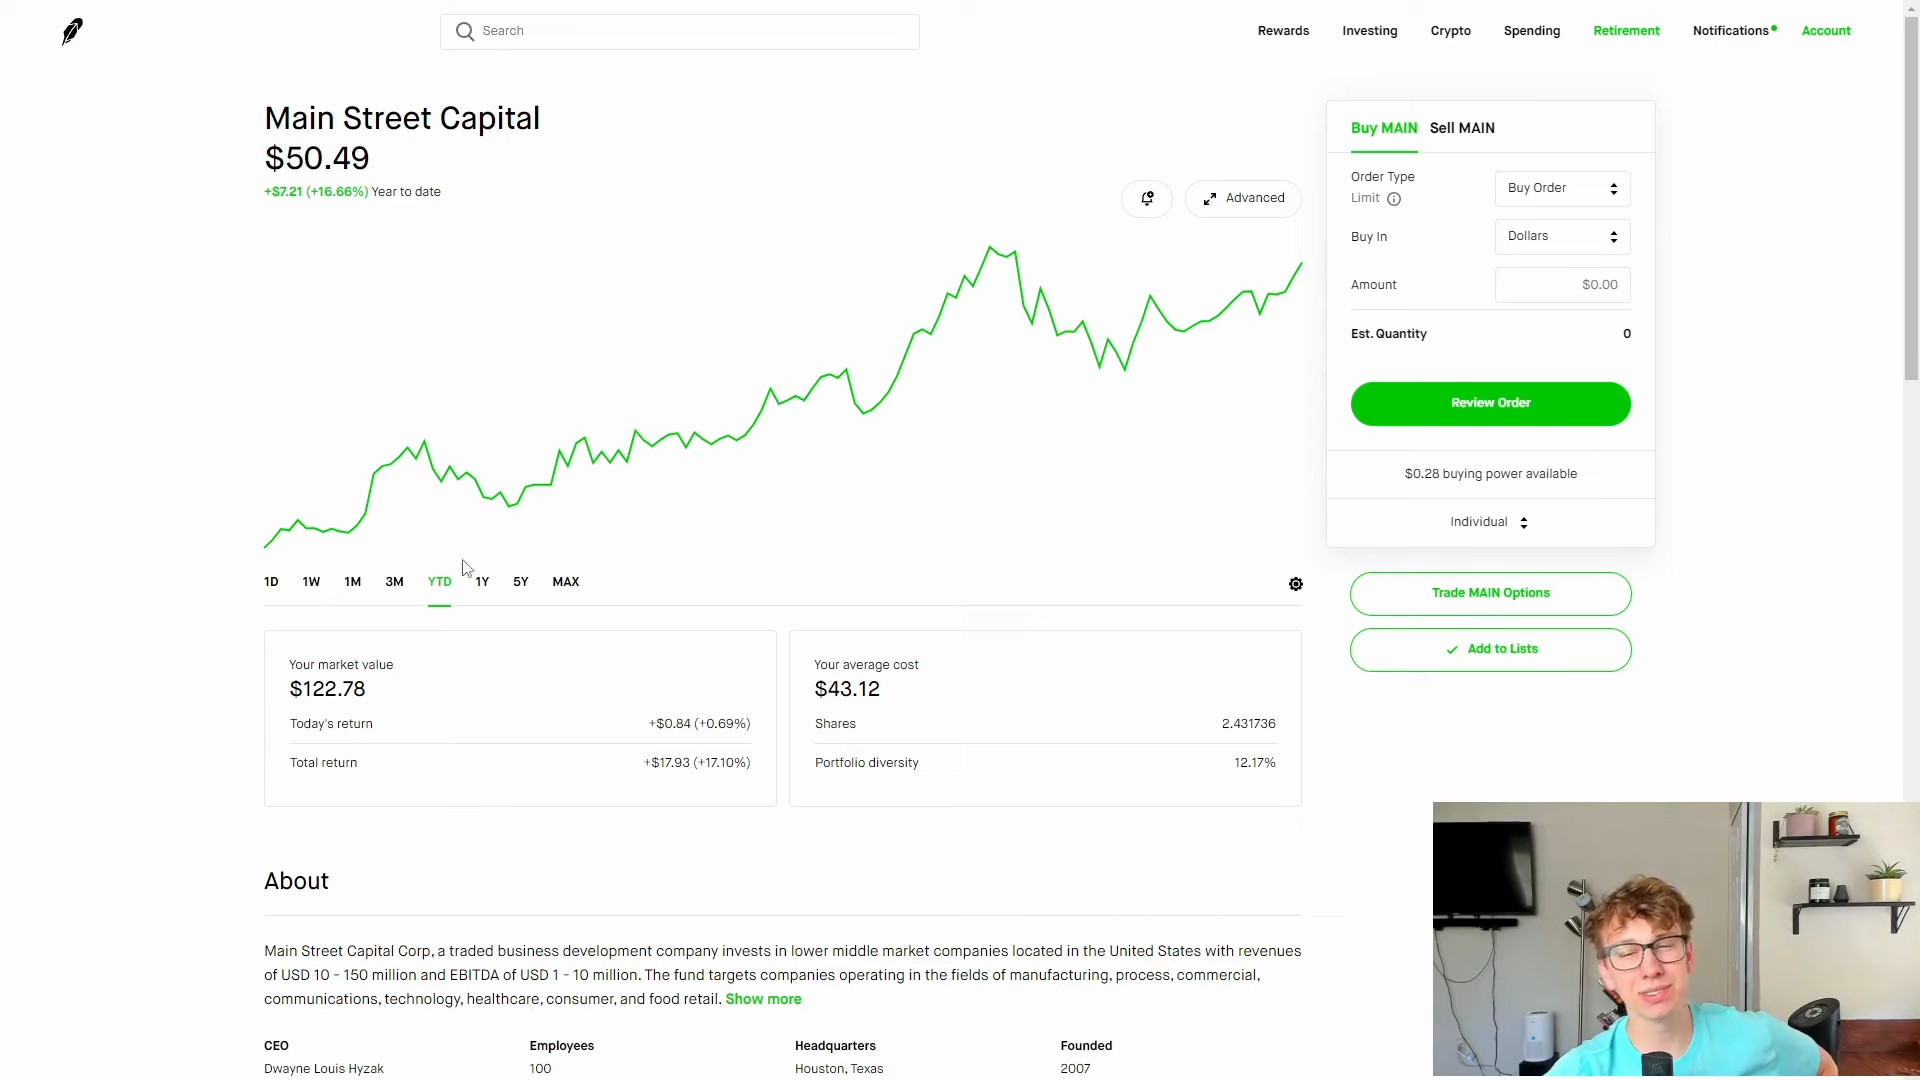 Search
Rewards
Investing
Crypto
Spending
Retirement
Notifications
Account
Main Street Capital
$50.49
+$7.21 (+16.66%) Year to date
Advanced
1D
1W
1M
3M
YTD
1Y
5Y
MAX
Buy MAIN
Sell MAIN
Order Type
Limit
Buy Order
Buy In
Dollars
Amount
$0.00
Est. Quantity
0
Review Order
$0.28 buying power available
Individual
Trade MAIN Options
Add to Lists
Your market value
$122.78
Today's return
+$0.84 (+0.69%)
Total return
+$17.93 (+17.10%)
Your average cost
$43.12
Shares
2.431736
Portfolio diversity
12.17%
About
Main Street Capital Corp, a traded business development company invests in lower middle market companies located in the United States with revenues
of USD 10 - 150 million and EBITDA of USD 1 - 10 million. The fund targets companies operating in the fields of manufacturing, process, commercial,
communications, technology, healthcare, consumer, and food retail. Show more
CEO
Dwayne Louis Hyzak
Employees
100
Headquarters
Houston, Texas
Founded
2007